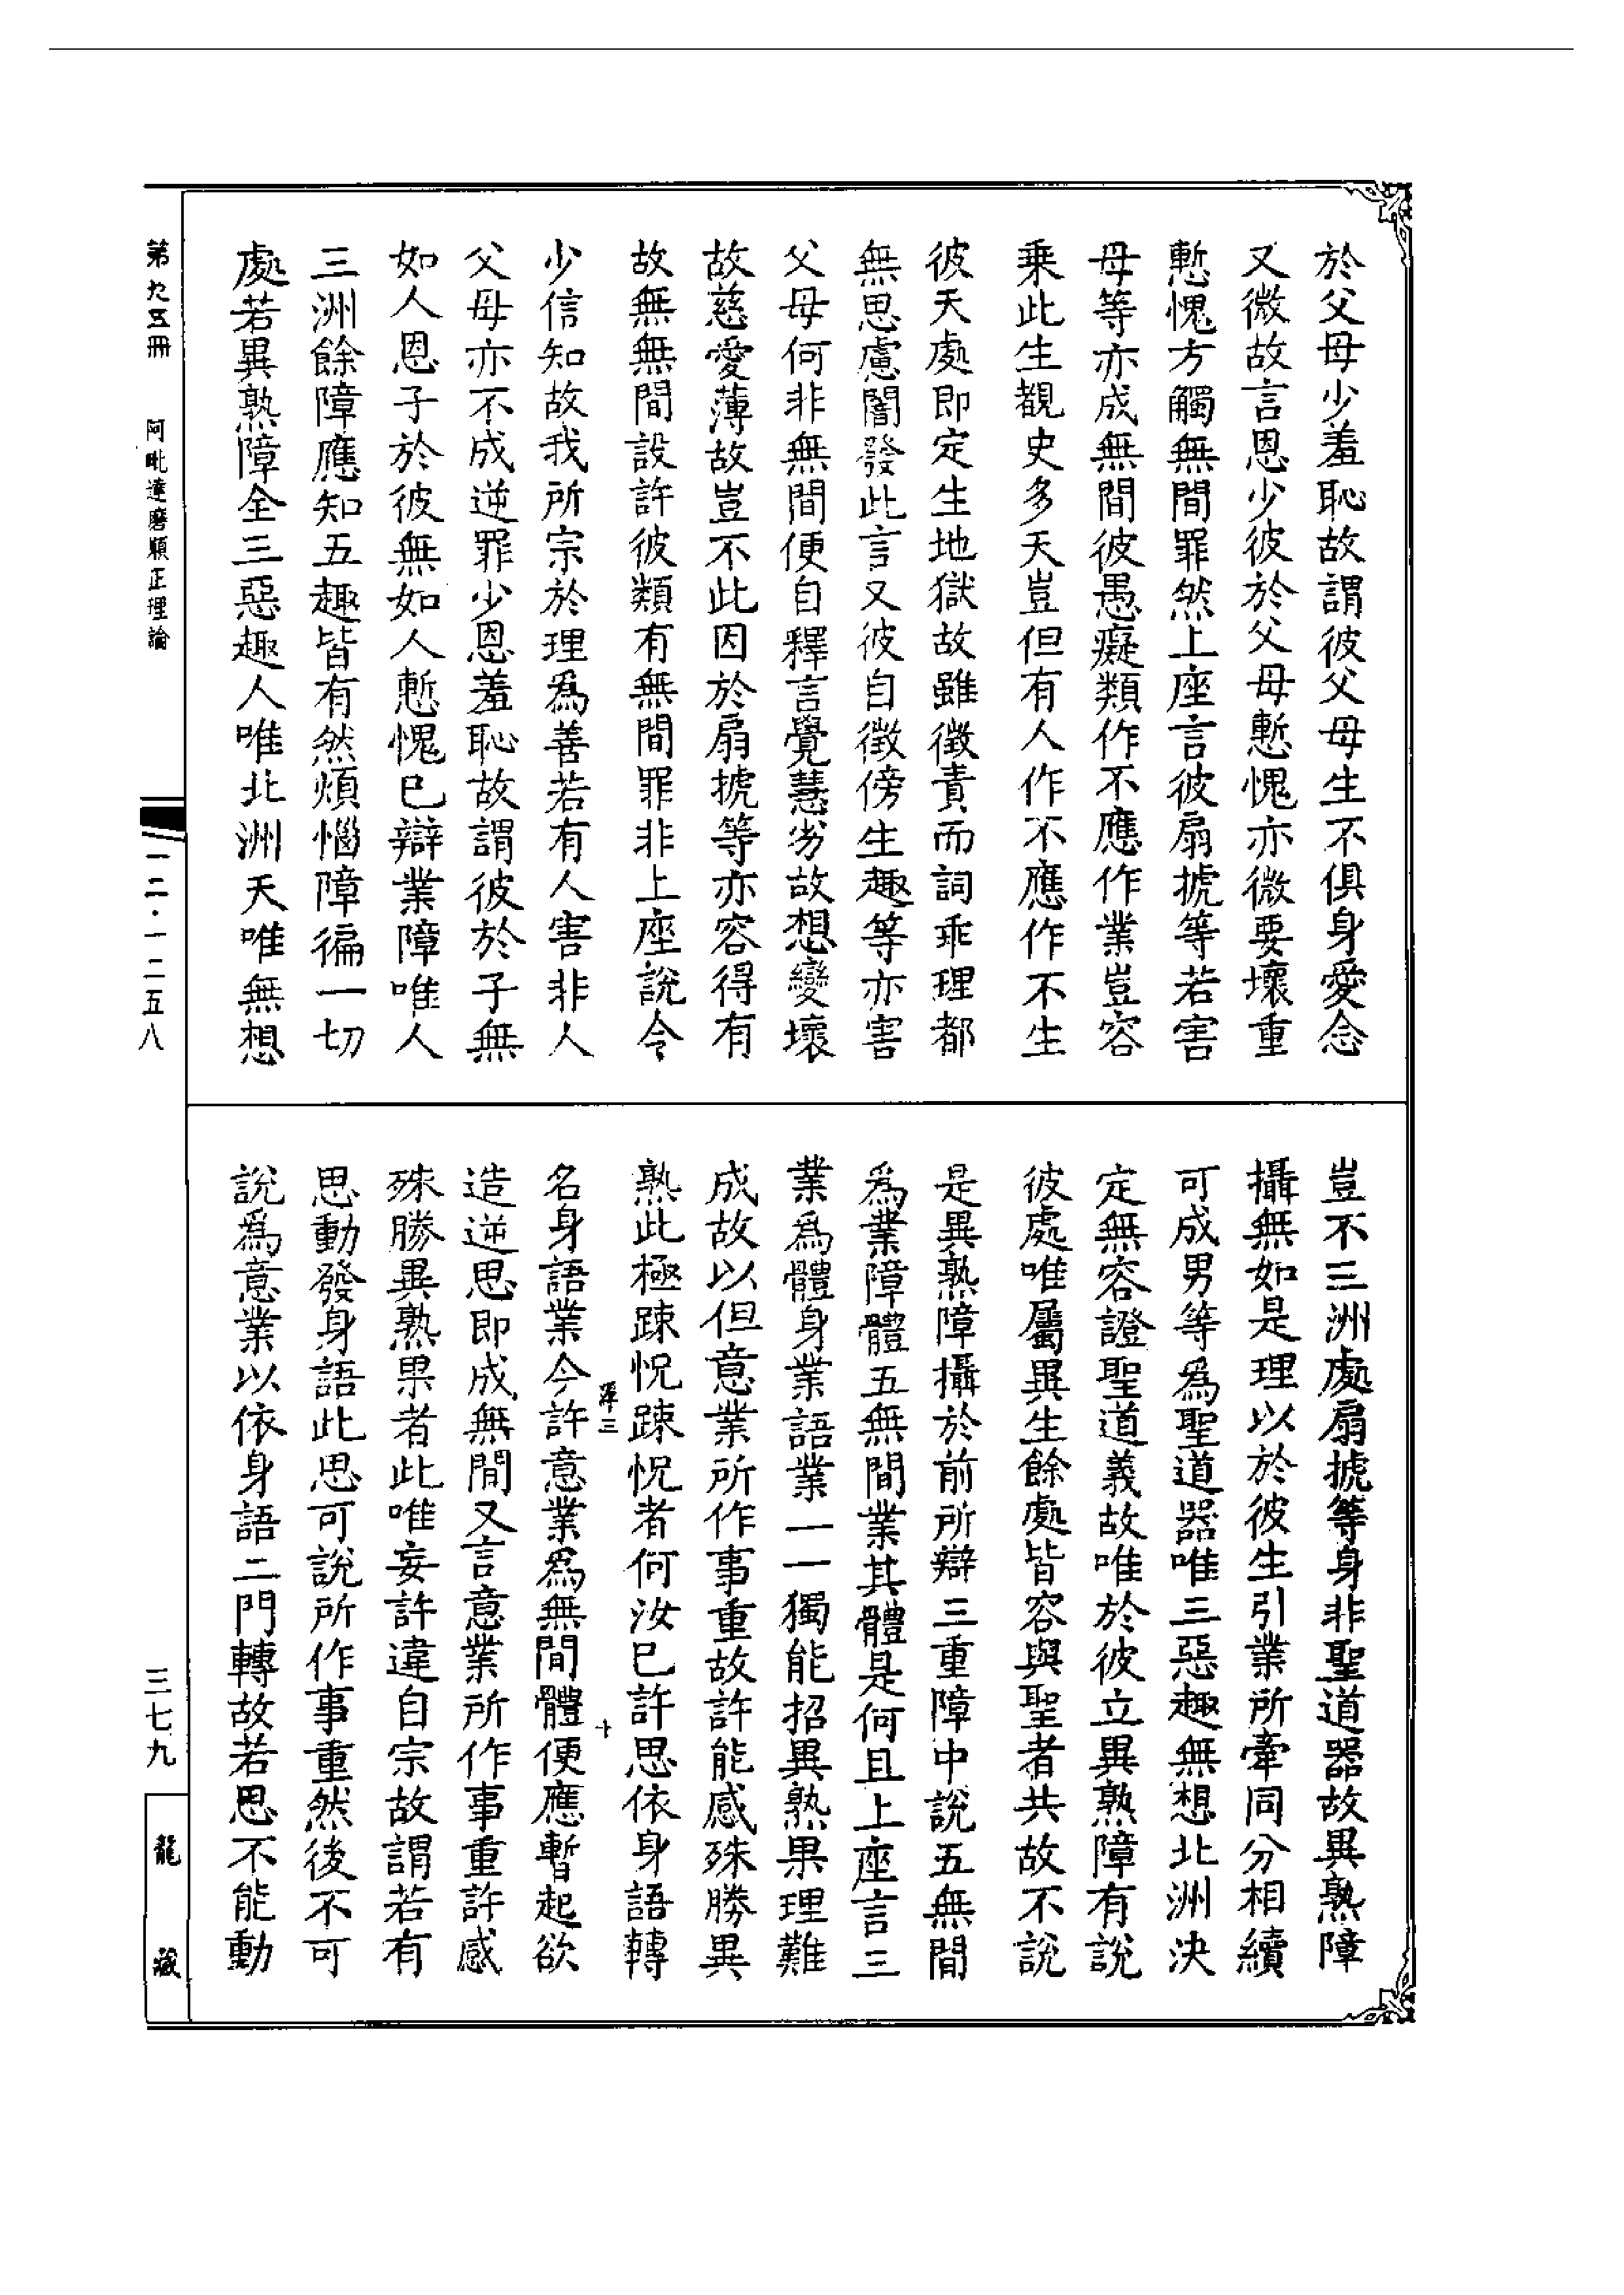 於父母少羞恥故謂彼父母生不俱身愛念
又微故言恩少彼於父母慙愧亦微要壞重
慙愧方觸無間罪然上座言彼扇搋等若害
母等亦成無間彼愚癡類作不應作業豈容
乗此生覩史多天豈但有人作不應作不生
彼天處即定生地獄故雖徵責而詞乖理都
無思慮闇發此言又彼自徵傍生趣等亦害
父母何非無間便自釋言覺慧劣故想變壞
故慈愛薄故豈不此因於扇搋等亦容得有
故無無間設許彼類有無間罪非上座說令
少信知故我所宗於理爲善若有人害非人
父母亦不成逆罪少恩羞恥故謂彼於子無
如人恩子於彼無如人慙愧巳辯業障唯人
三洲餘障應知五趣皆有然煩惱障徧一切
處若異熟障全三惡趣人唯北洲天唯無想
豈不三洲處扇搋等身非聖道器故異熟障
攝無如是理以於彼生引業所牽同分相續
可成男等爲聖道器唯三惡趣無想北洲決
定無容證聖道義故唯於彼立異熟障有說
彼處唯屬異生餘處皆容與聖者共故不說
是異熟障攝於前所辯三重障中說五無間
爲業障體五無間業其體是何且上座言三
業爲體身業語業一一獨能招異熟果理難
成故以但意業所作事重故許能感殊勝異
熟此極踈怳踈怳者何汝巳許思依身語轉
名身語業今許意業爲無間體便應暫起欲
造逆思即成無間又言意業所作事重許感
殊勝異熟果者此唯妄許違自宗故謂若有
思動發身語此思可說所作事重然後不可
說爲意業以依身語二門轉故若思不能動
第九五冊 阿毗達磨順正理論
一二·一二五八
三七九
龍藏
三
十